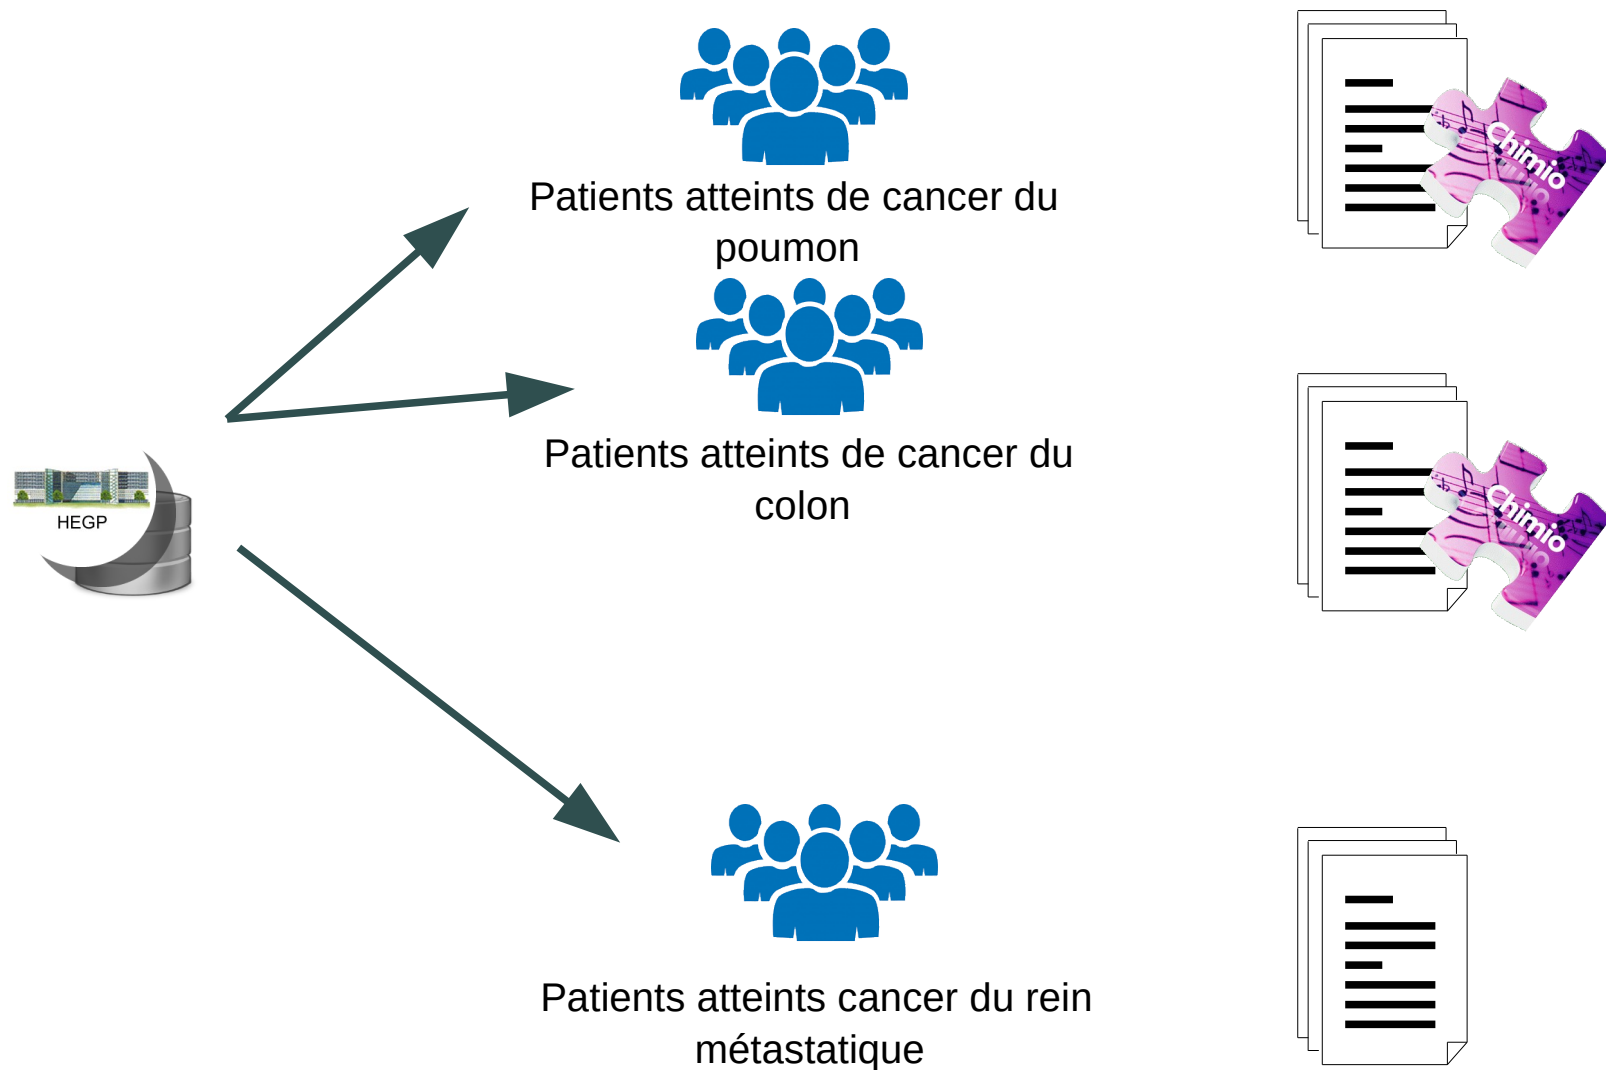 Chimio
Patients atteints de cancer du
poumon
Patients atteints de cancer du
colon
Chimio
HEGP
Patients atteints cancer du rein
métastatique